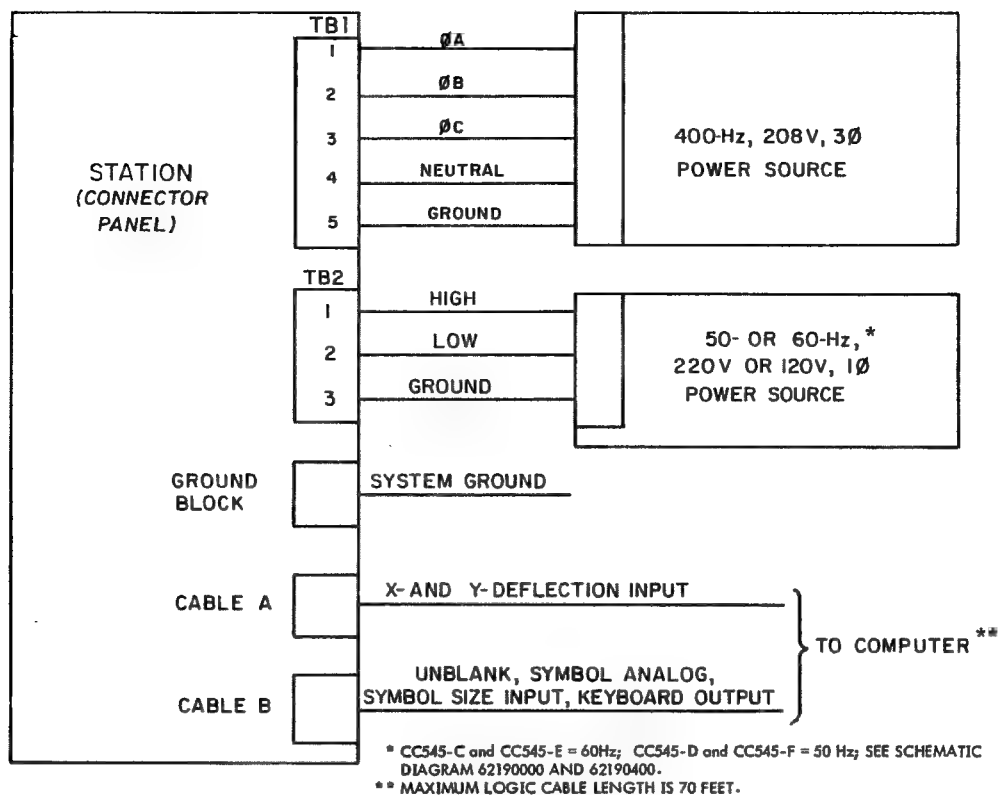 TB1
1 ØA
2 ØB
3 ØC
4 NEUTRAL
5 GROUND
400-Hz, 208V, 3Ø
POWER SOURCE
STATION
(CONNECTOR
PANEL)
TB2
1 HIGH
2 LOW
3 GROUND
50- OR 60-Hz, *
220V OR 120V, 1Ø
POWER SOURCE
GROUND
BLOCK
SYSTEM GROUND
CABLE A
X-AND Y-DEFLECTION INPUT
TO COMPUTER **
CABLE B
UNBLANK, SYMBOL ANALOG,
SYMBOL SIZE INPUT, KEYBOARD OUTPUT
* CC545-C and CC545-E = 60Hz; CC545-D and CC545-F = 50 Hz; SEE SCHEMATIC
DIAGRAM 62190000 AND 62190400.
** MAXIMUM LOGIC CABLE LENGTH IS 70 FEET.